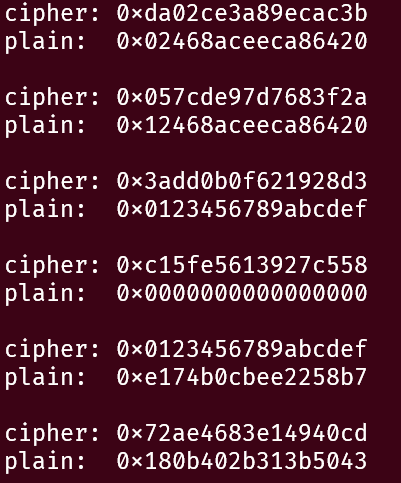 cipher: 0×da02ce3a89ecac3b
plain:  0×02468aceeca86420
cipher: 0×057cde97d7683f2a
plain:  0×12468aceeca86420
cipher: 0×3add0b0f621928d3
plain:  0×0123456789abcdef
cipher: 0×c15fe5613927c558
plain:  0×0000000000000000
cipher: 0×0123456789abcdef
plain:  0×e174b0cbee2258b7
cipher: 0×72ae4683e14940cd
plain:  0×180b402b313b5043